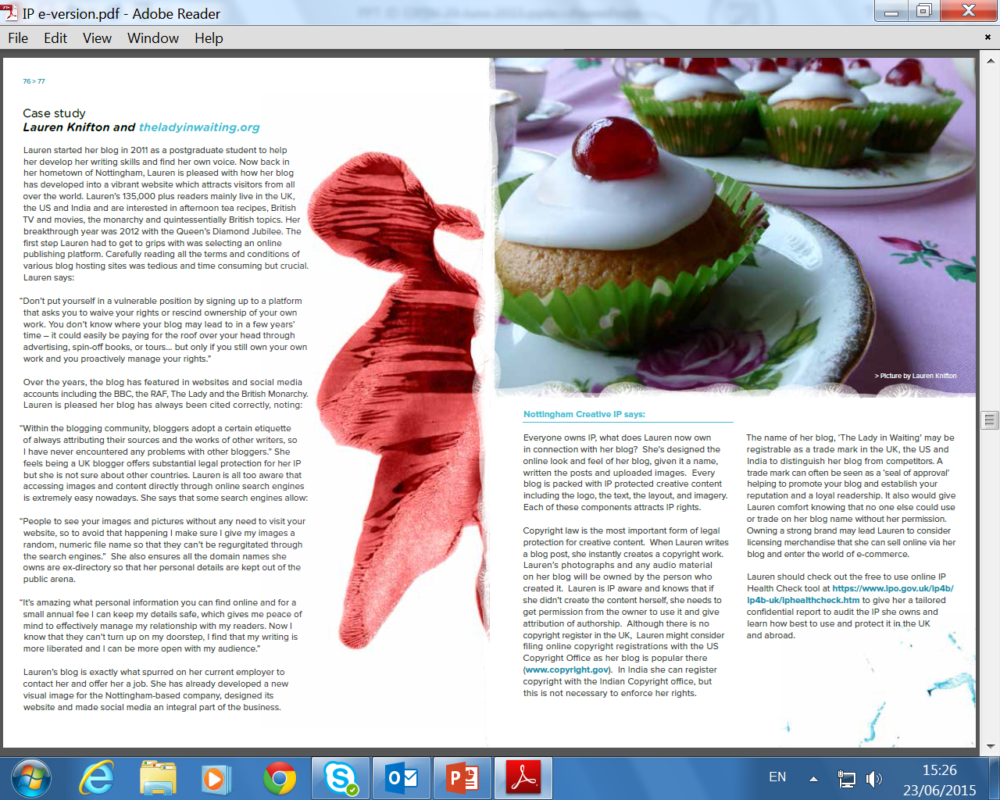 IP e-version.pdf - Adobe Reader
File Edit View Window Help
76 > 77
Case study
Lauren Knifton and theladyinwaiting.org
Lauren started her blog in 2011 as a postgraduate student to help
her develop her writing skills and find her own voice. Now back in
her hometown of Nottingham, Lauren is pleased with how her blog
has developed into a vibrant website which attracts visitors from all
over the world. Lauren's 135,000 plus readers mainly live in the UK,
the US and India and are interested in afternoon tea recipes, British
TV and movies, the monarchy and quintessentially British topics. Her
breakthrough year was 2012 with the Queen's Diamond Jubilee. The
first step Lauren had to get to grips with was selecting an online
publishing platform. Carefully reading all the terms and conditions of
various blog hosting sites was tedious and time consuming but crucial.
Lauren says:
“Don't put yourself in a vulnerable position by signing up to a platform
that asks you to waive your rights or rescind ownership of your own
work. You don't know where your blog may lead to in a few years'
time – it could easily be paying for the roof over your head through
advertising, spin-off books, or tours... but only if you still own your own
work and you proactively manage your rights.”
Over the years, the blog has featured in websites and social media
accounts including the BBC, the RAF, The Lady and the British Monarchy.
Lauren is pleased her blog has always been cited correctly, noting:
“Within the blogging community, bloggers adopt a certain etiquette
of always attributing their sources and the works of other writers, so
I have never encountered any problems with other bloggers.” She
feels being a UK blogger offers substantial legal protection for her IP
but she is not sure about other countries. Lauren is all too aware that
accessing images and content directly through online search engines
is extremely easy nowadays. She says that some search engines allow:
“People to see your images and pictures without any need to visit your
website, so to avoid that happening I make sure I give my images a
random, numeric file name so that they can't be regurgitated through
the search engines.” She also ensures all the domain names she
owns are ex-directory so that her personal details are kept out of the
public arena.
“It's amazing what personal information you can find online and for a
small annual fee I can keep my details safe, which gives me peace of
mind to effectively manage my relationship with my readers. Now I
know that they can't turn up on my doorstep, I find that my writing is
more liberated and I can be more open with my audience.”
Lauren's blog is exactly what spurred on her current employer to
contact her and offer her a job. She has already developed a new
visual image for the Nottingham-based company, designed its
website and made social media an integral part of the business.
> Picture by Lauren Knifton
Nottingham Creative IP says:
Everyone owns IP, what does Lauren now own
in connection with her blog? She's designed the
online look and feel of her blog, given it a name,
written the posts and uploaded images. Every
blog is packed with IP protected creative content
including the logo, the text, the layout, and imagery.
Each of these components attracts IP rights.
Copyright law is the most important form of legal
protection for creative content. When Lauren writes
a blog post, she instantly creates a copyright work.
Lauren's photographs and any audio material
on her blog will be owned by the person who
created it. Lauren is IP aware and knows that if
she didn't create the content herself, she needs to
get permission from the owner to use it and give
attribution of authorship. Although there is no
copyright register in the UK, Lauren might consider
filing online copyright registrations with the US
Copyright Office as her blog is popular there
(www.copyright.gov). In India she can register
copyright with the Indian Copyright office, but
this is not necessary to enforce her rights.
The name of her blog, 'The Lady in Waiting' may be
registrable as a trade mark in the UK, the US and
India to distinguish her blog from competitors. A
trade mark can often be seen as a 'seal of approval'
helping to promote your blog and establish your
reputation and a loyal readership. It also would give
Lauren comfort knowing that no one else could use
or trade on her blog name without her permission.
Owning a strong brand may lead Lauren to consider
licensing merchandise that she can sell online via her
blog and enter the world of e-commerce.
Lauren should check out the free to use online IP
Health Check tool at https://www.ipo.gov.uk/ip4b/
ip4b-uk/iphealthcheck.htm to give her a tailored
confidential report to audit the IP she owns and
learn how best to use and protect it in the UK
and abroad.
EN
15:26
23/06/2015